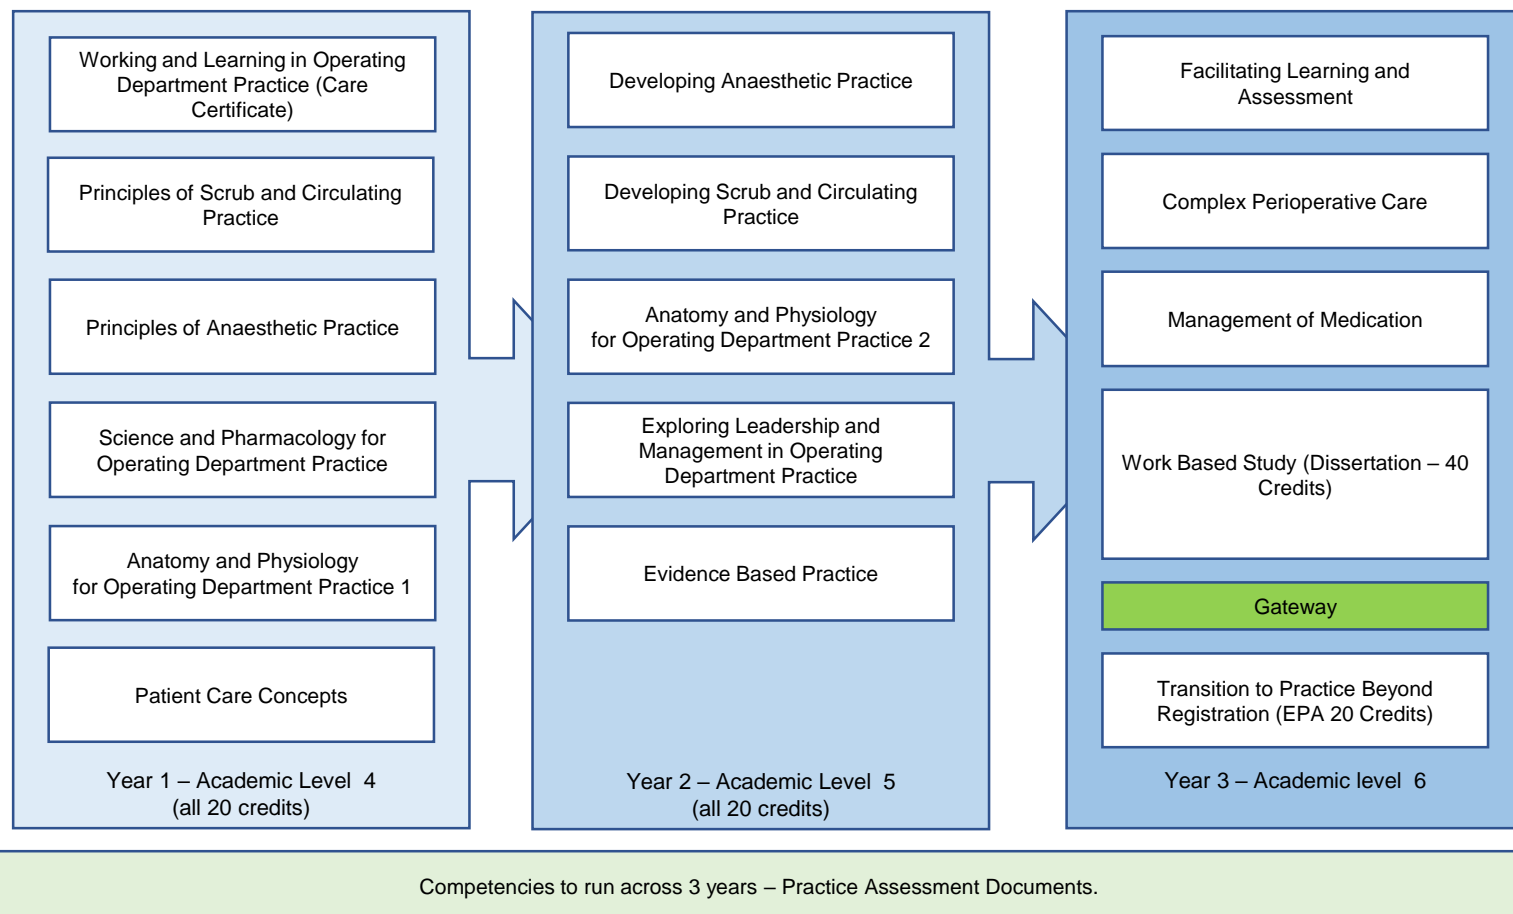 Working and Learning in Operating
Department Practice (Care
Certificate)
Principles of Scrub and Circulating
Practice
Principles of Anaesthetic Practice
Science and Pharmacology for
Operating Department Practice
Anatomy and Physiology
for Operating Department Practice 1
Patient Care Concepts
Year 1 – Academic Level 4
(all 20 credits)
Developing Anaesthetic Practice
Developing Scrub and Circulating
Practice
Anatomy and Physiology
for Operating Department Practice 2
Exploring Leadership and
Management in Operating
Department Practice
Evidence Based Practice
Year 2 – Academic Level 5
(all 20 credits)
Facilitating Learning and
Assessment
Complex Perioperative Care
Management of Medication
Work Based Study (Dissertation – 40
Credits)
Gateway
Transition to Practice Beyond
Registration (EPA 20 Credits)
Year 3 – Academic level 6
Competencies to run across 3 years – Practice Assessment Documents.